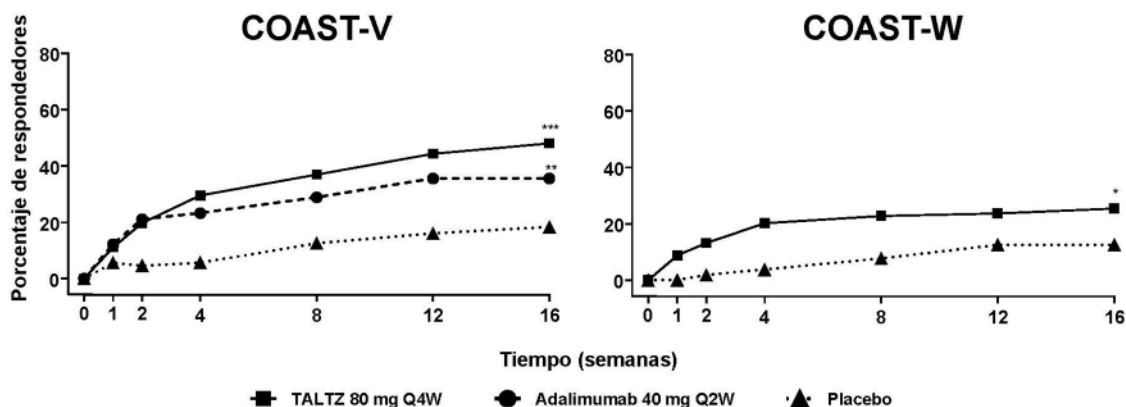 COAST-V
COAST-W
Porcentaje de respondedores
80
60
40
20
0
***
**
0 1 2 4 8 12 16
80
60
40
20
0
*
0 1 2 4 8 12 16
Tiempo (semanas)
TALTZ 80 mg Q4W Adalimumab 40 mg Q2W Placebo